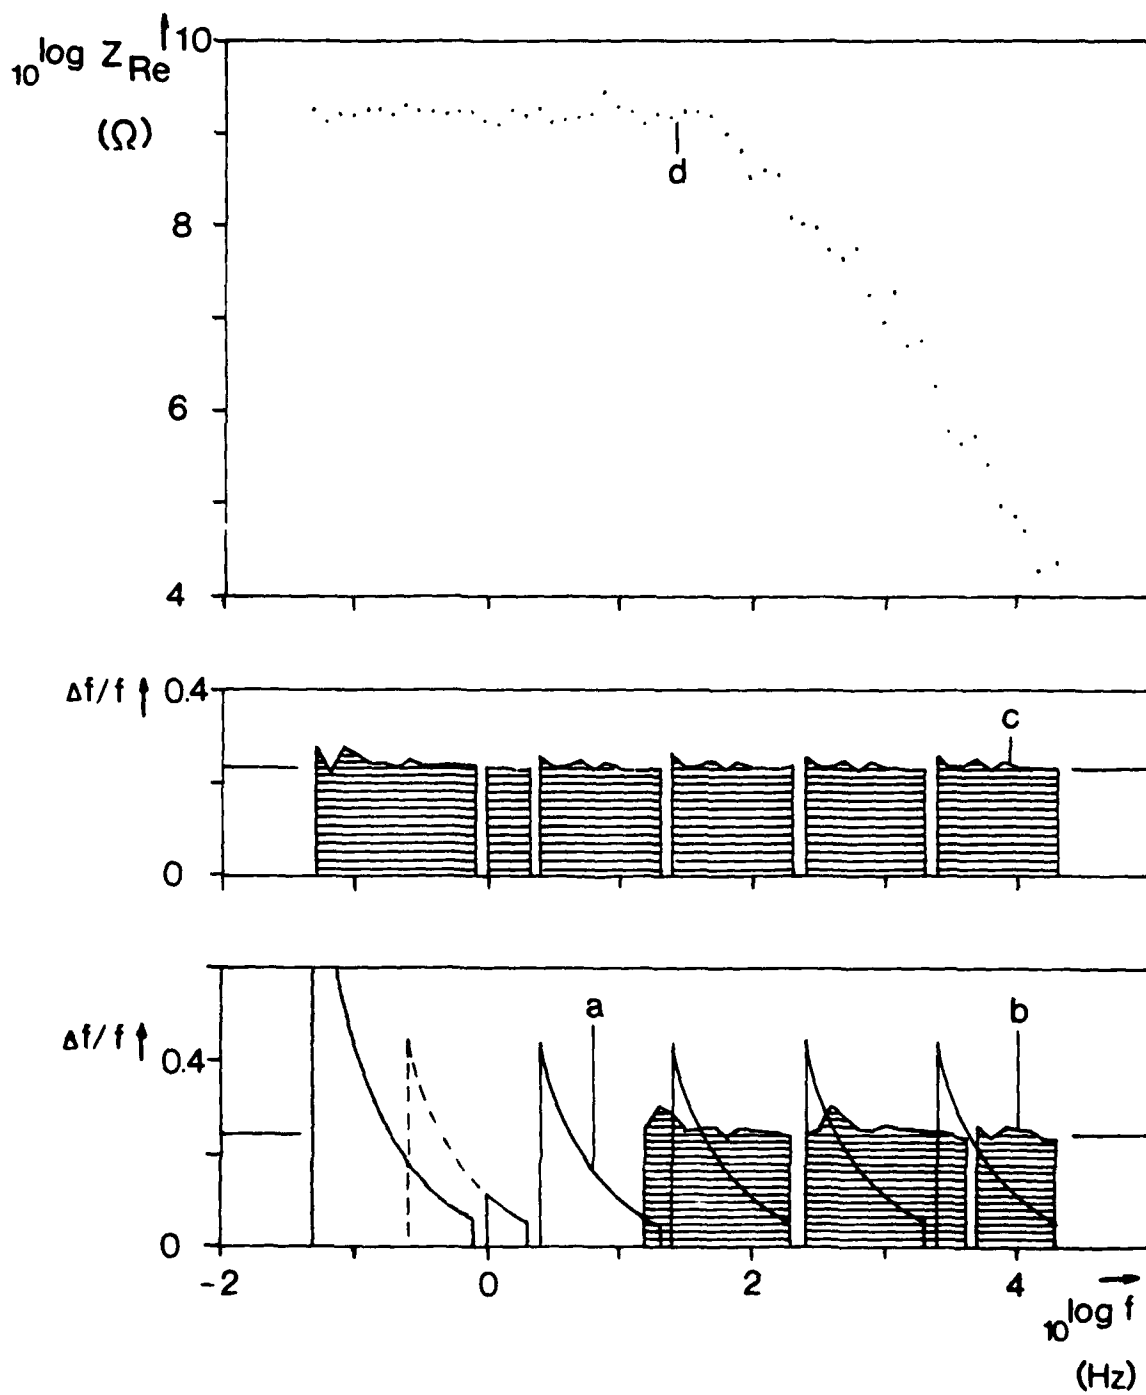 10log ZRe ↑
(Ω)
10
8
6
4
d
Δf/f ↑
0.4
0
c
Δf/f ↑
0.4
0
a
b
-2 0 2 4 →
10log f
(Hz)